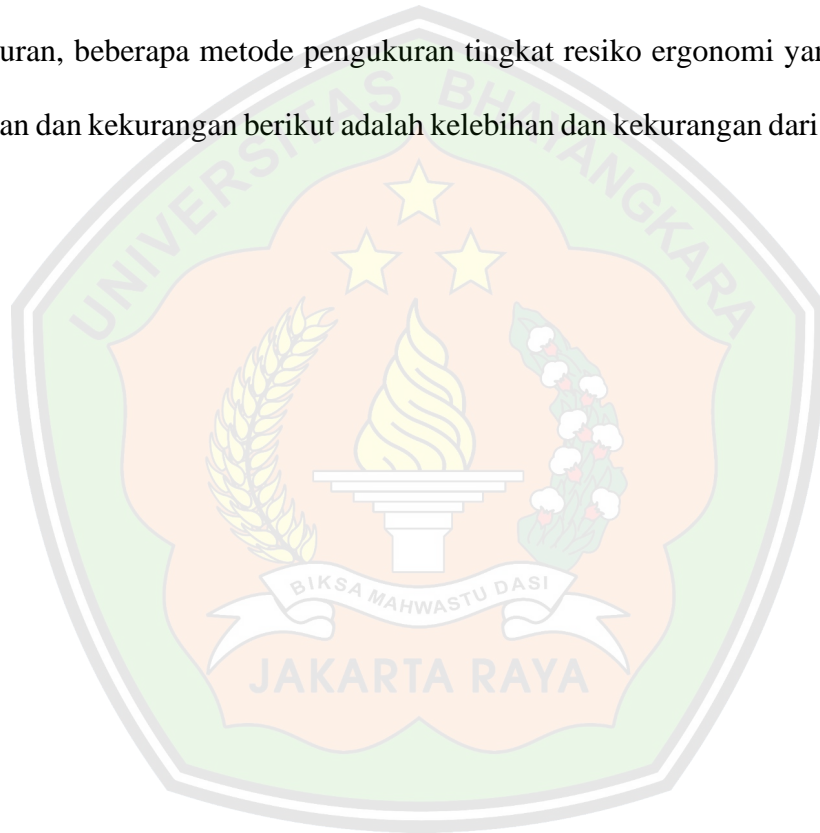 uran, beberapa metode pengukuran tingkat resiko ergonomi yan
an dan kekurangan berikut adalah kelebihan dan kekurangan dari
UNIVERSITAS BHAYANGKARA
BIKSA MAHWASTU DASI
JAKARTA RAYA